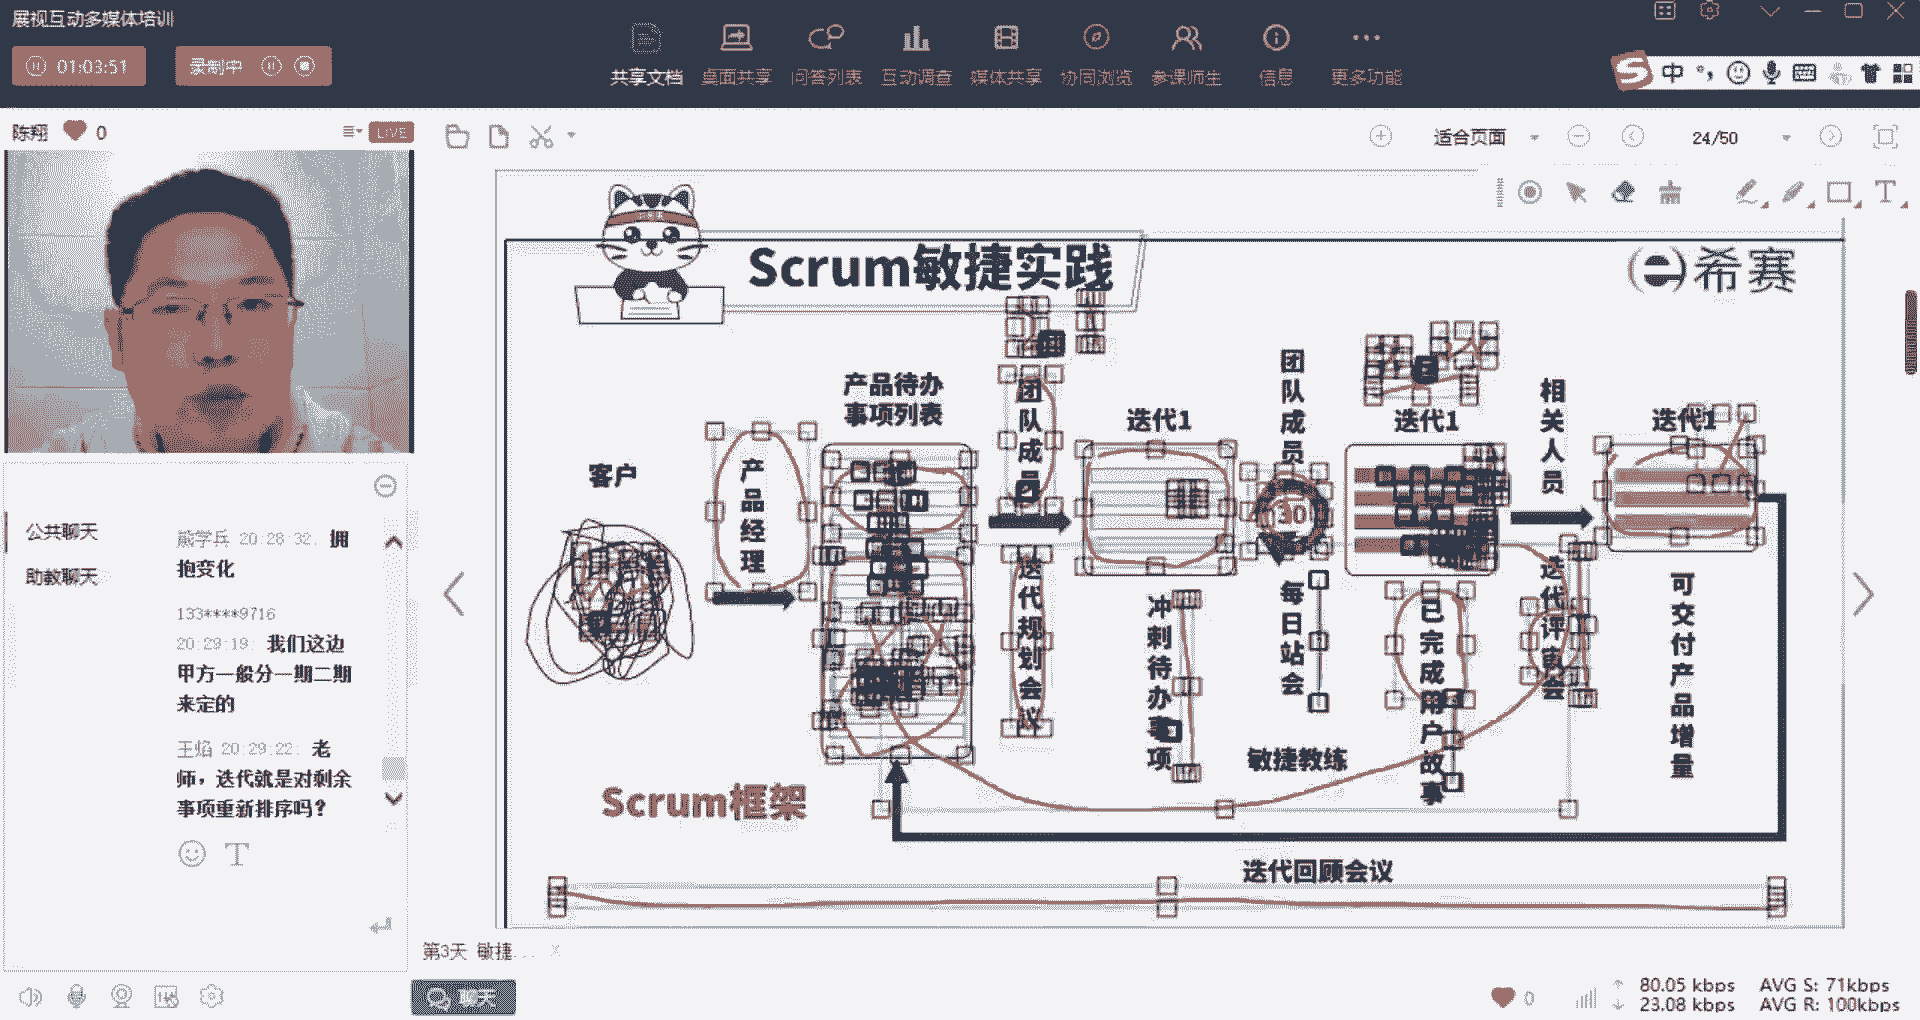 展视互动多媒体培训
01:03:51
录制中
共享文档 桌面共享 问答列表 互动调查 媒体共享 协同浏览 参课师生 信息 更多功能
中
陈翔 0
LIVE
适合页面
24/50
Scrum敏捷实践
希赛
客户
产品经理
产品待办
事项列表
团队成员
迭代规划会议
迭代1
冲刺待办事项
团队成员
30
每日站会
敏捷教练
迭代1
已完成用户故事
相关人员
迭代评审会
迭代1
可交付产品增量
Scrum框架
迭代回顾会议
公共聊天
助教聊天
熊学兵 20:28:32: 拥
抱变化
133****9716
20:29:19: 我们这边
甲方一般分一期二期
来定的
王焰 20:29:22: 老
师，迭代就是对剩余
事项重新排序吗？
第3天 敏捷...
聊天
0
80.05 kbps AVG S: 71kbps
23.08 kbps AVG R: 100kbps